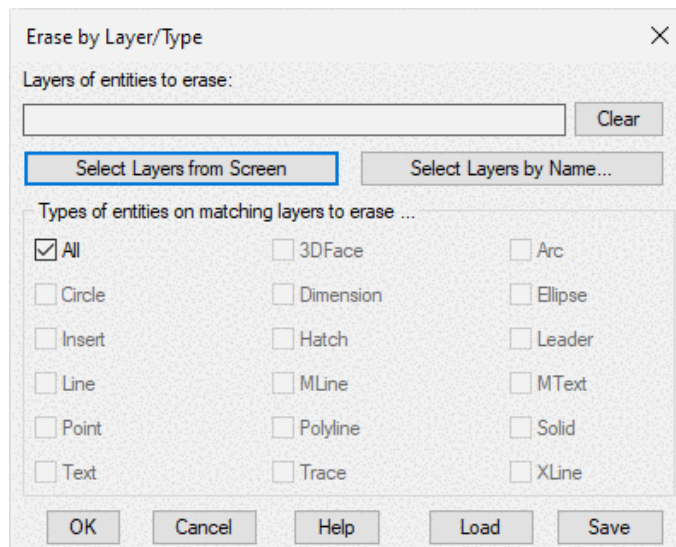 Erase by Layer/Type
Layers of entities to erase:
Clear
Select Layers from Screen Select Layers by Name...
Types of entities on matching layers to erase ...
All 3DFace Arc
Circle Dimension Ellipse
Insert Hatch Leader
Line MLine MText
Point Polyline Solid
Text Trace XLine
OK Cancel Help Load Save